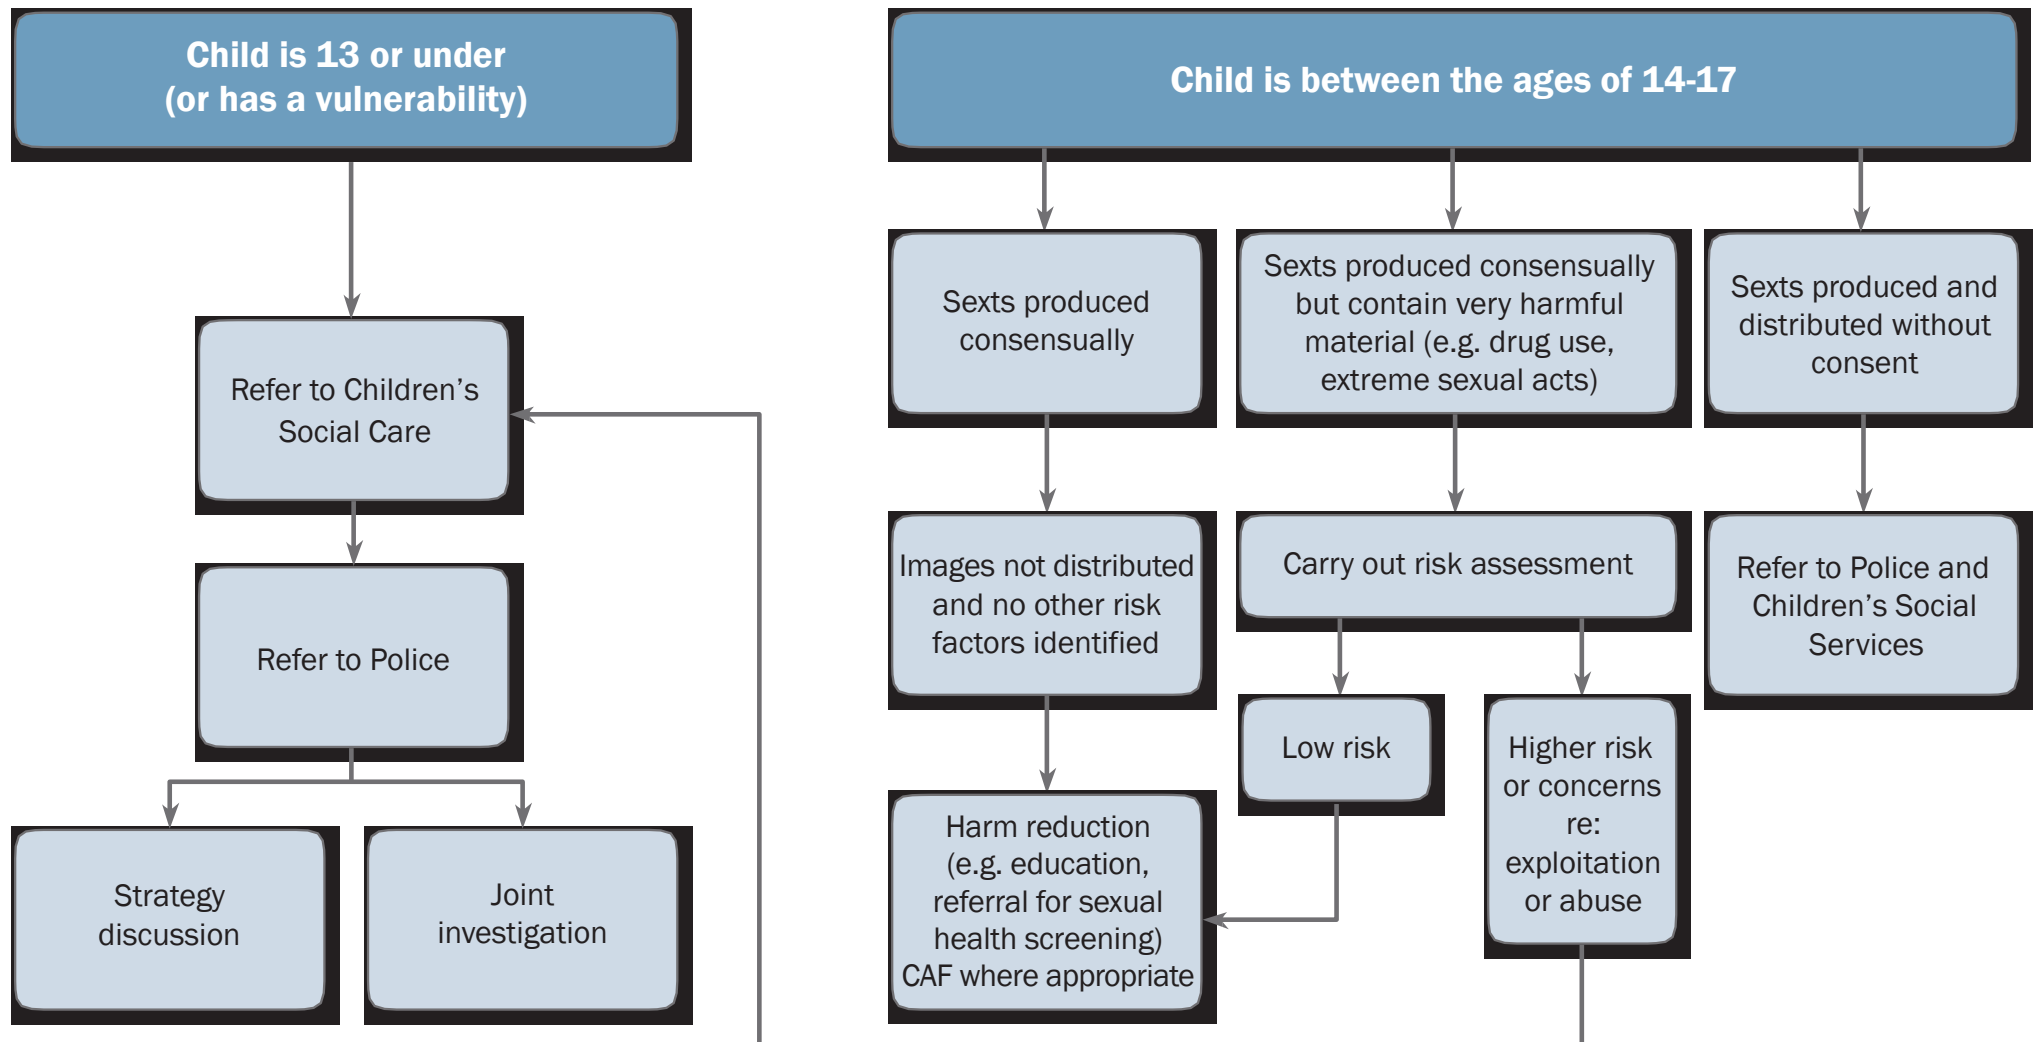 Child is 13 or under
(or has a vulnerability)
Refer to Children’s
Social Care
Refer to Police
Strategy
discussion
Joint
investigation
Child is between the ages of 14-17
Sexts produced
consensually
Sexts produced consensually
but contain very harmful
material (e.g. drug use,
extreme sexual acts)
Sexts produced and
distributed without
consent
Images not distributed
and no other risk
factors identified
Carry out risk assessment
Refer to Police and
Children’s Social
Services
Low risk
Higher risk
or concerns
re:
exploitation
or abuse
Harm reduction
(e.g. education,
referral for sexual
health screening)
CAF where appropriate